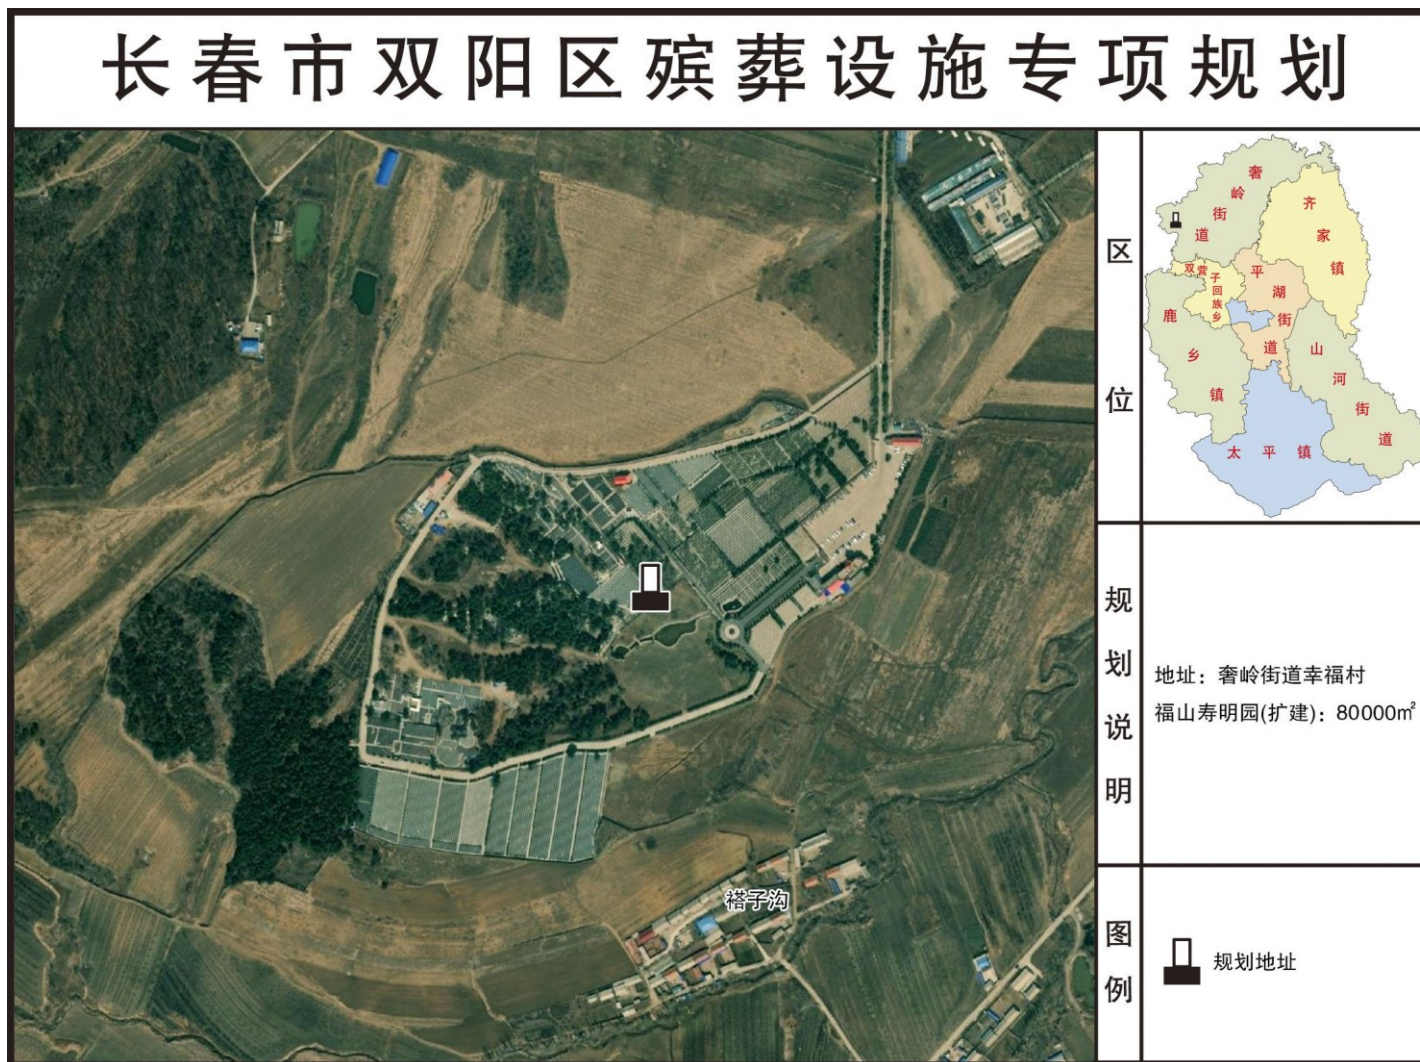 长春市双阳区殡葬设施专项规划
区位
奢岭街道
齐家镇
双营子回族乡
平湖街道
鹿乡镇
山河街道
太平镇
规划说明
地址：奢岭街道幸福村
福山寿明园(扩建)：80000㎡
褡子沟
图例
规划地址